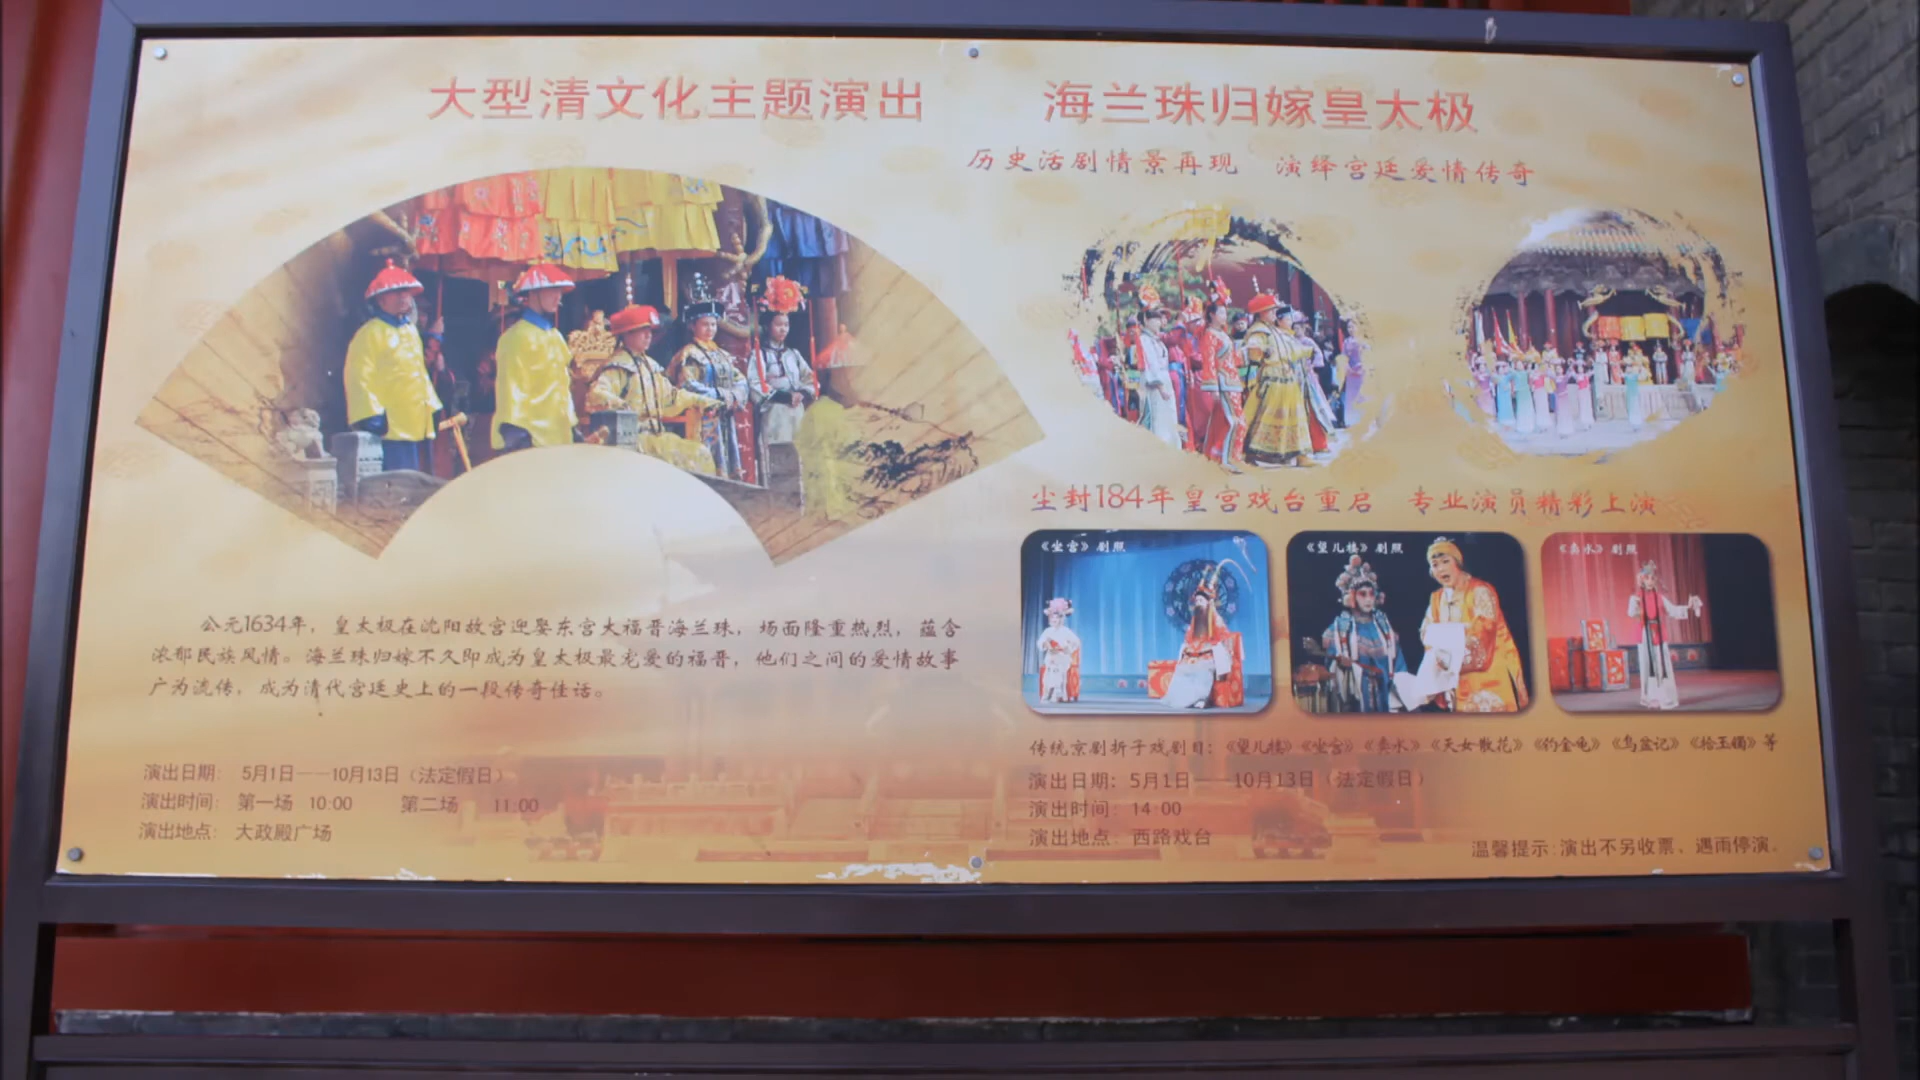 大型清文化主题演出 海兰珠归嫁皇太极
历史活剧情景再现 演绎宫廷爱情传奇
公元1634年，皇太极在沈阳故宫迎娶东宫大福晋海兰珠，场面隆重热烈，蕴含
浓郁民族风情。海兰珠归嫁不久即成为皇太极最宠爱的福晋，他们之间的爱情故事
广为流传，成为清代宫廷史上的一段传奇佳话。
演出日期： 5月1日——10月13日（法定假日）
演出时间： 第一场 10:00 第二场 11:00
演出地点： 大政殿广场
尘封184年皇宫戏台重启 专业演员精彩上演
《坐宫》剧照
《望儿楼》剧照
《卖水》剧照
传统京剧折子戏剧目：《望儿楼》《坐宫》《卖水》《天女散花》《钓金龟》《乌盆记》《拾玉镯》等
演出日期：5月1日——10月13日（法定假日）
演出时间：14:00
演出地点：西路戏台
温馨提示:演出不另收票、遇雨停演。